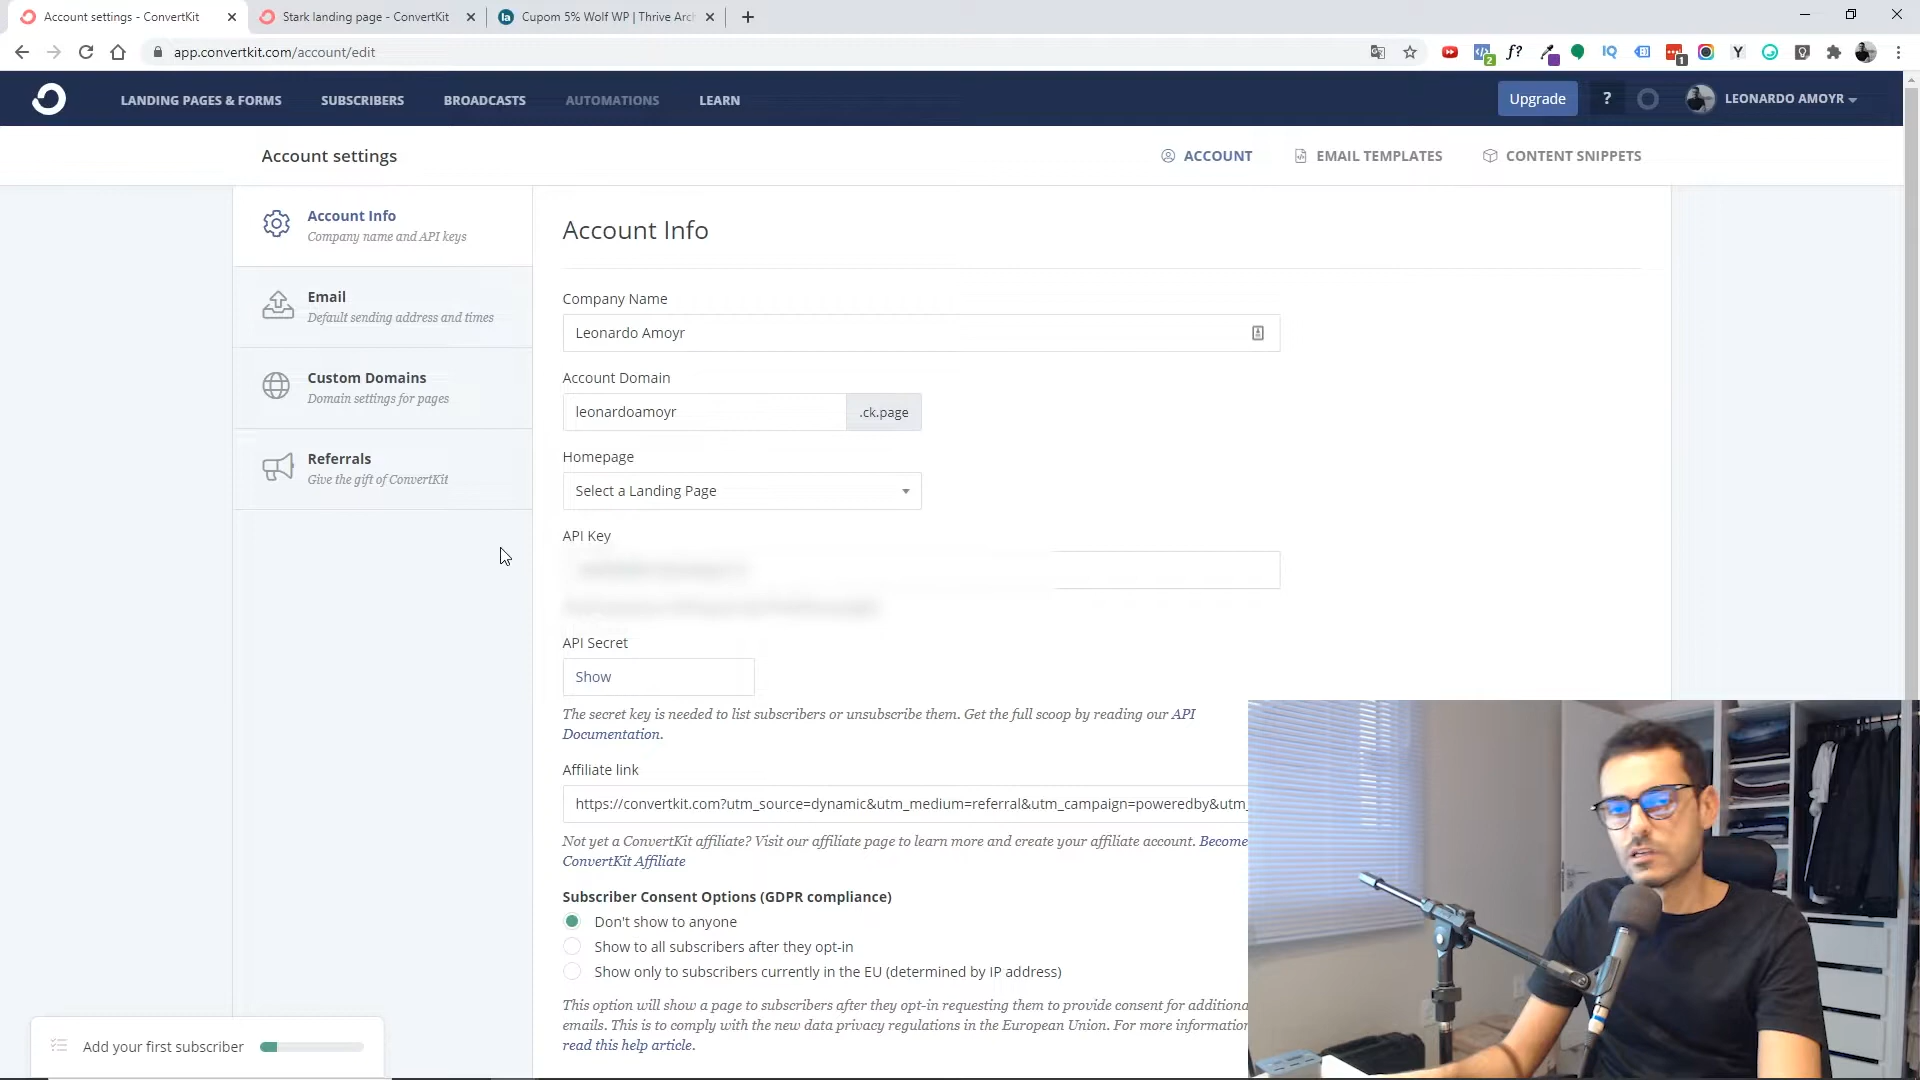 Account settings - ConvertKit
Stark landing page - ConvertKit
Cupom 5% Wolf WP | Thrive Arc
app.convertkit.com/account/edit
LANDING PAGES & FORMS
SUBSCRIBERS
BROADCASTS
AUTOMATIONS
LEARN
Upgrade
?
LEONARDO AMOYR
Account settings
ACCOUNT
EMAIL TEMPLATES
CONTENT SNIPPETS
Account Info
Company name and API keys
Email
Default sending address and times
Custom Domains
Domain settings for pages
Referrals
Give the gift of ConvertKit
Account Info
Company Name
Leonardo Amoyr
Account Domain
leonardoamoyr
.ck.page
Homepage
Select a Landing Page
API Key
API Secret
Show
The secret key is needed to list subscribers or unsubscribe them. Get the full scoop by reading our API
Documentation.
Affiliate link
https://convertkit.com?utm_source=dynamic&utm_medium=referral&utm_campaign=poweredby&utm_
Not yet a ConvertKit affiliate? Visit our affiliate page to learn more and create your affiliate account. Become
ConvertKit Affiliate
Subscriber Consent Options (GDPR compliance)
Don't show to anyone
Show to all subscribers after they opt-in
Show only to subscribers currently in the EU (determined by IP address)
This option will show a page to subscribers after they opt-in requesting them to provide consent for additiona
emails. This is to comply with the new data privacy regulations in the European Union. For more information
read this help article.
Add your first subscriber